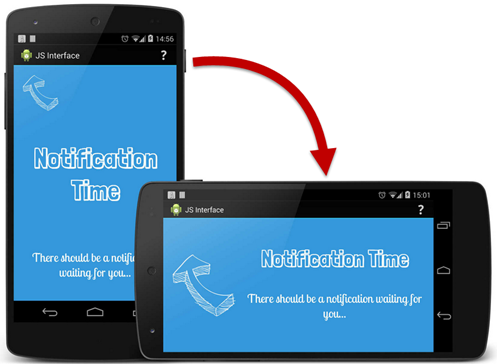 14:56
JS Interface ?
Notification
Time
There should be a notification
waiting for you...
15:01
JS Interface ?
Notification Time
There should be a notification waiting for
you...